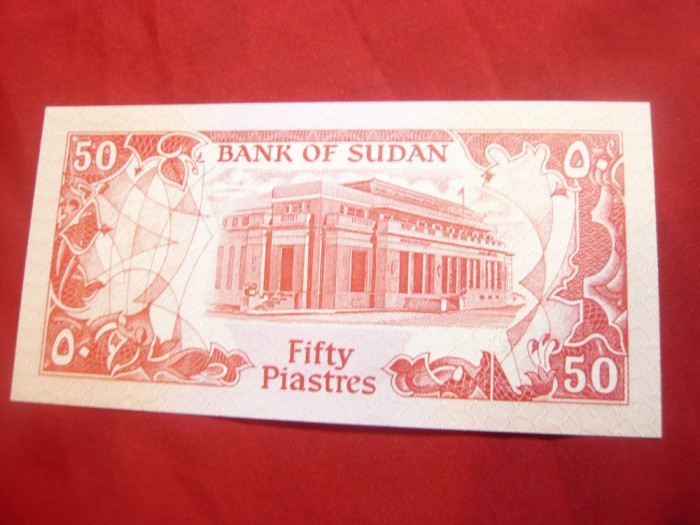 50 BANK OF SUDAN ٥٠
Fifty
٥٠ Piastres 50